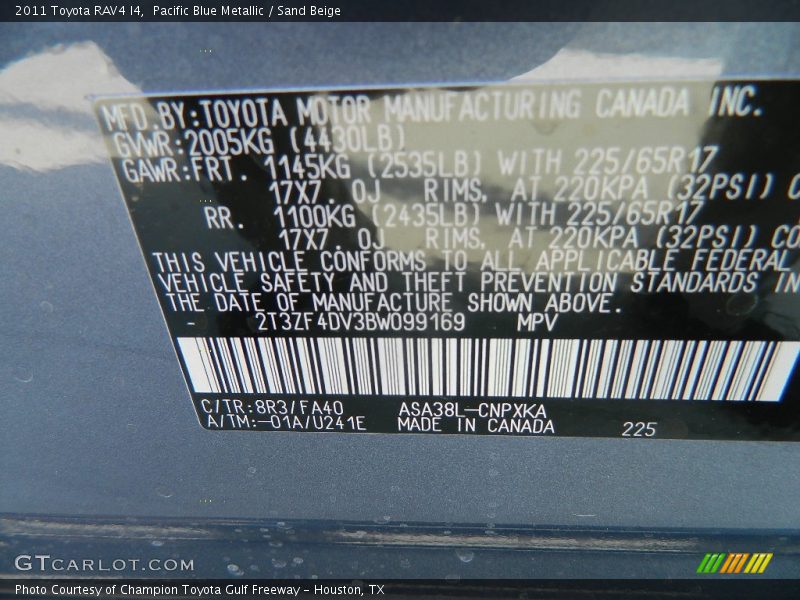 2011 Toyota RAV4 I4,  Pacific Blue Metallic / Sand Beige
MFD.BY:TOYOTA MOTOR MANUFACTURING CANADA INC.
GVWR:2005KG (4430LB)
GAWR:FRT. 1145KG (2535LB) WITH 225/65R17
17X7.0J RIMS, AT 220KPA (32PSI) C
RR. 1100KG (2435LB) WITH 225/65R17
17X7.0J RIMS, AT 220KPA (32PSI) CO
THIS VEHICLE CONFORMS TO ALL APPLICABLE FEDERAL
VEHICLE SAFETY AND THEFT PREVENTION STANDARDS IN
THE DATE OF MANUFACTURE SHOWN ABOVE.
- 2T3ZF4DV3BW099169 MPV
C/TR:8R3/FA40 ASA38L-CNPXKA
A/TM:-01A/U241E MADE IN CANADA 225
GTCARLOT.COM
Photo Courtesy of Champion Toyota Gulf Freeway - Houston, TX